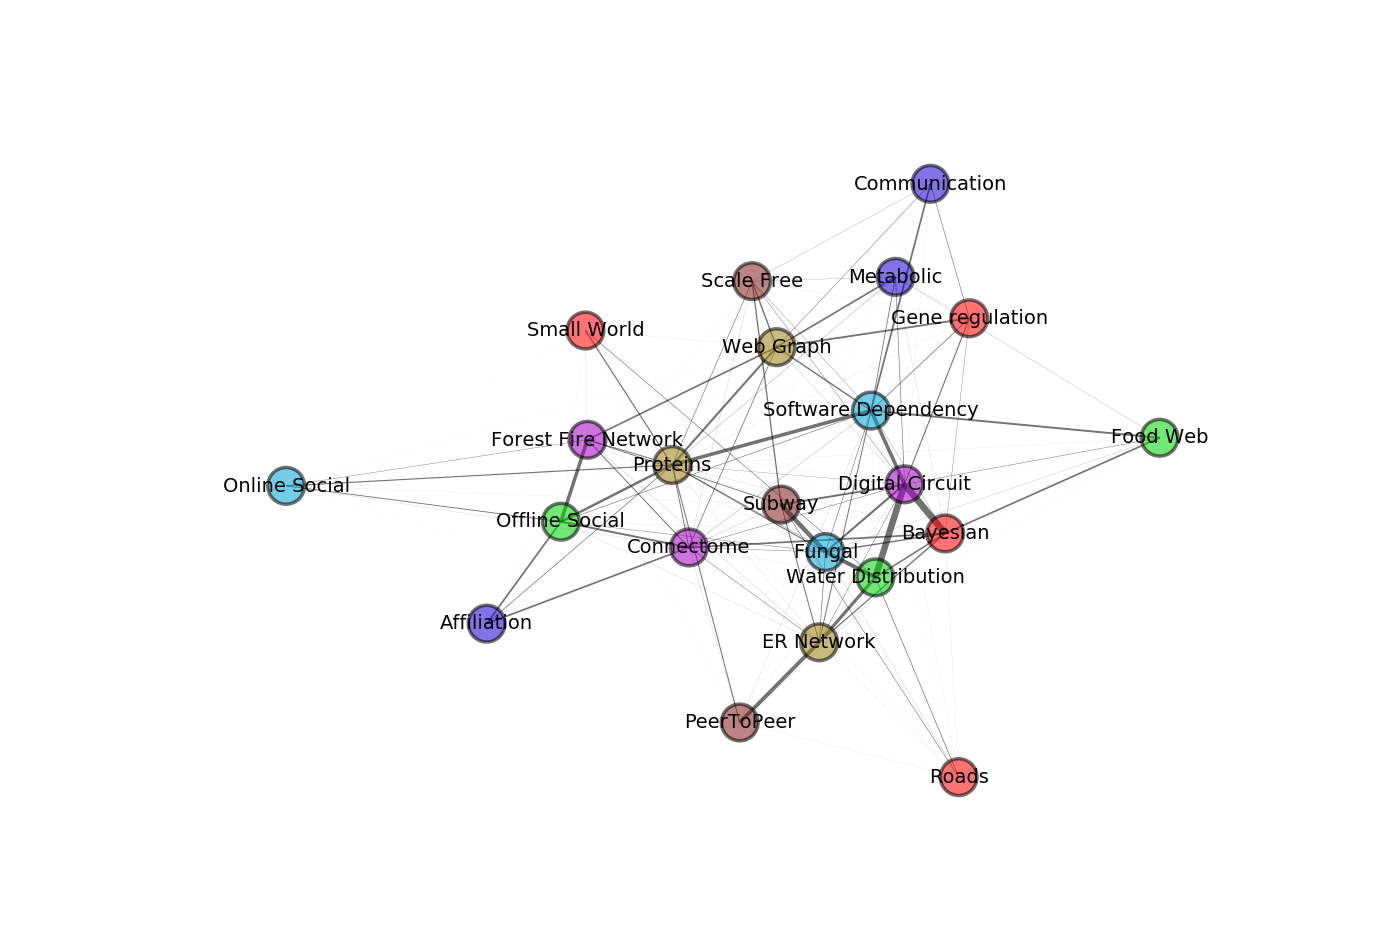 Communication
Metabolic
Scale Free
Gene regulation
Small World
Web Graph
Software Dependency
Food Web
Forest Fire Network
Proteins
Online Social
Digital Circuit
Subway
Offline Social
Bayesian
Connectome
Fungal
Water Distribution
Affiliation
ER Network
PeerToPeer
Roads